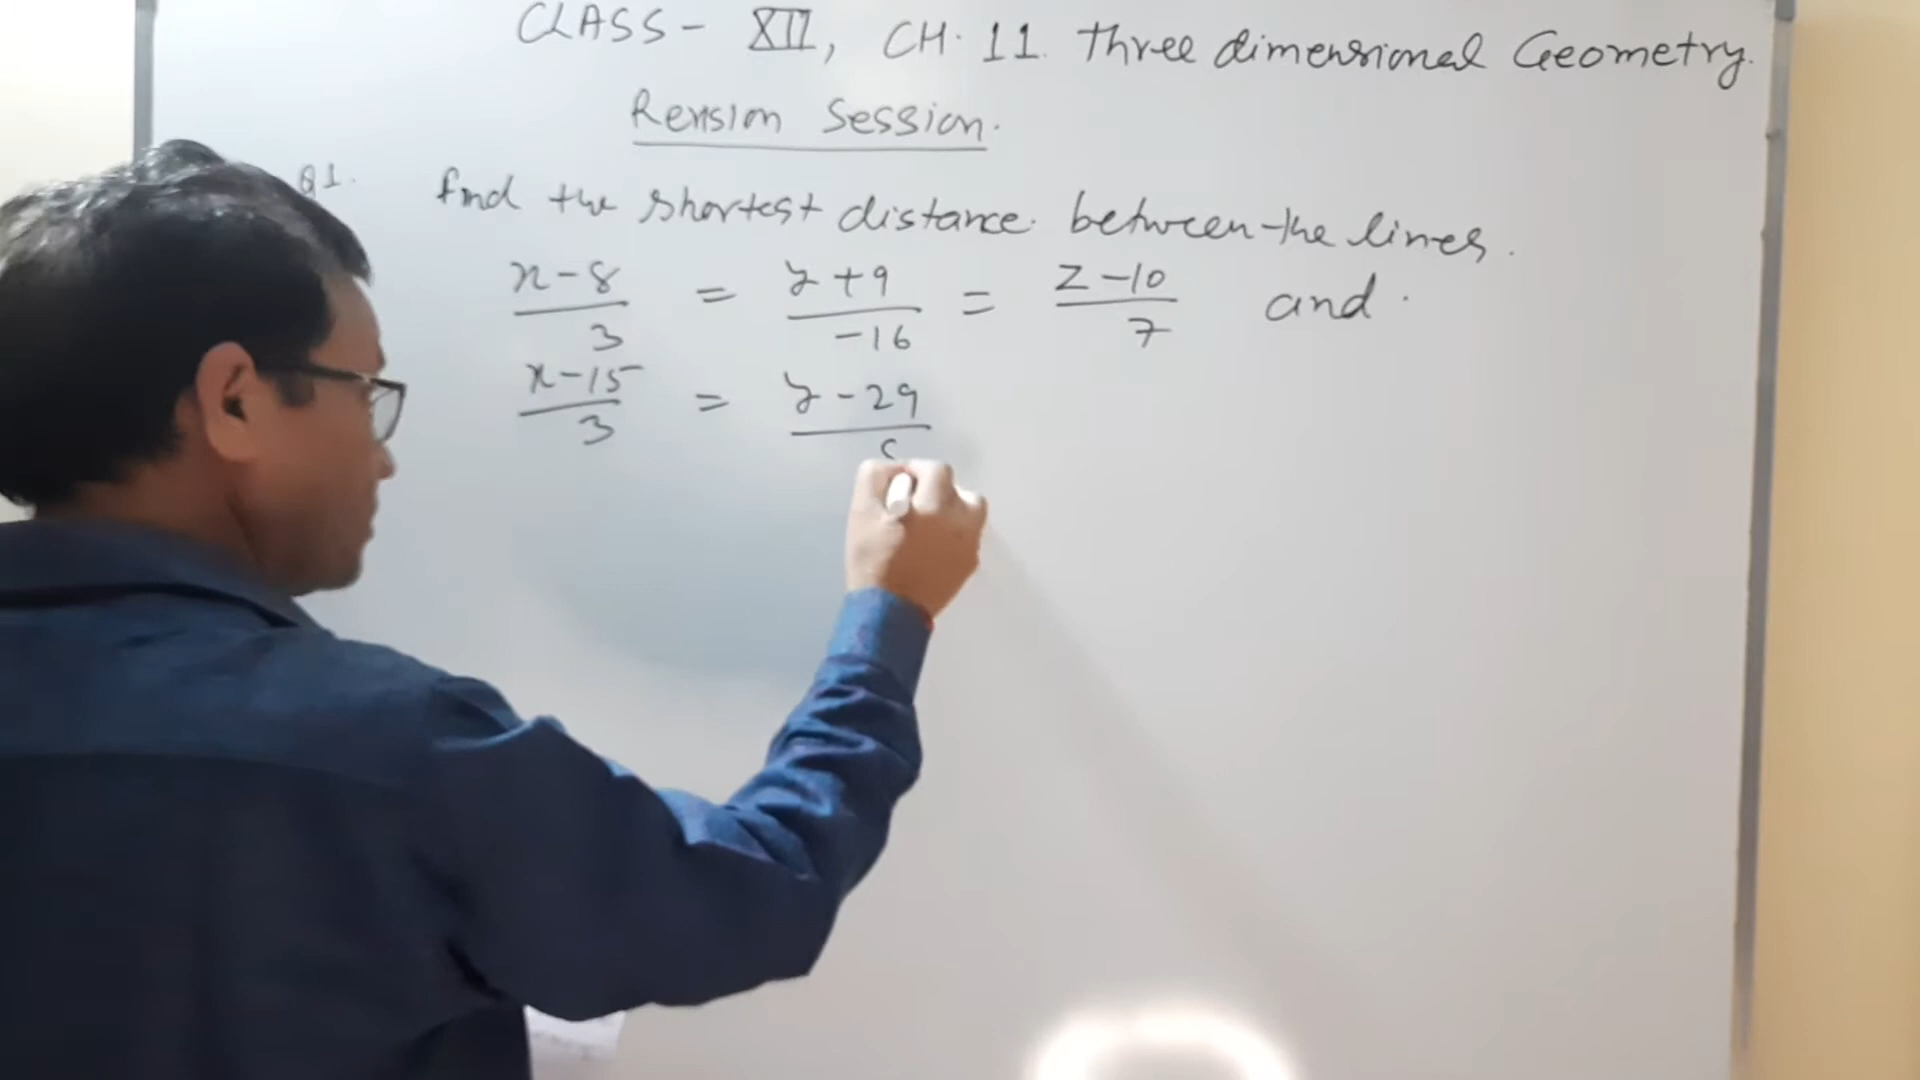 CLASS- XII, CH. 11. Three dimensional Geometry.
Revision Session.
Q1. find the shortest distance. between the lines.
x-8/3 = y+9/-16 = z-10/7 and
x-15/3 = y-29/